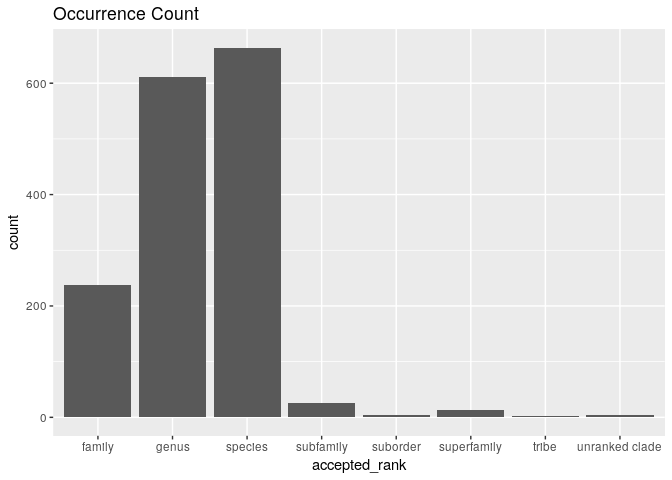 Occurrence Count
600
400
200
0
count
family genus species subfamily suborder superfamily tribe unranked clade
accepted_rank